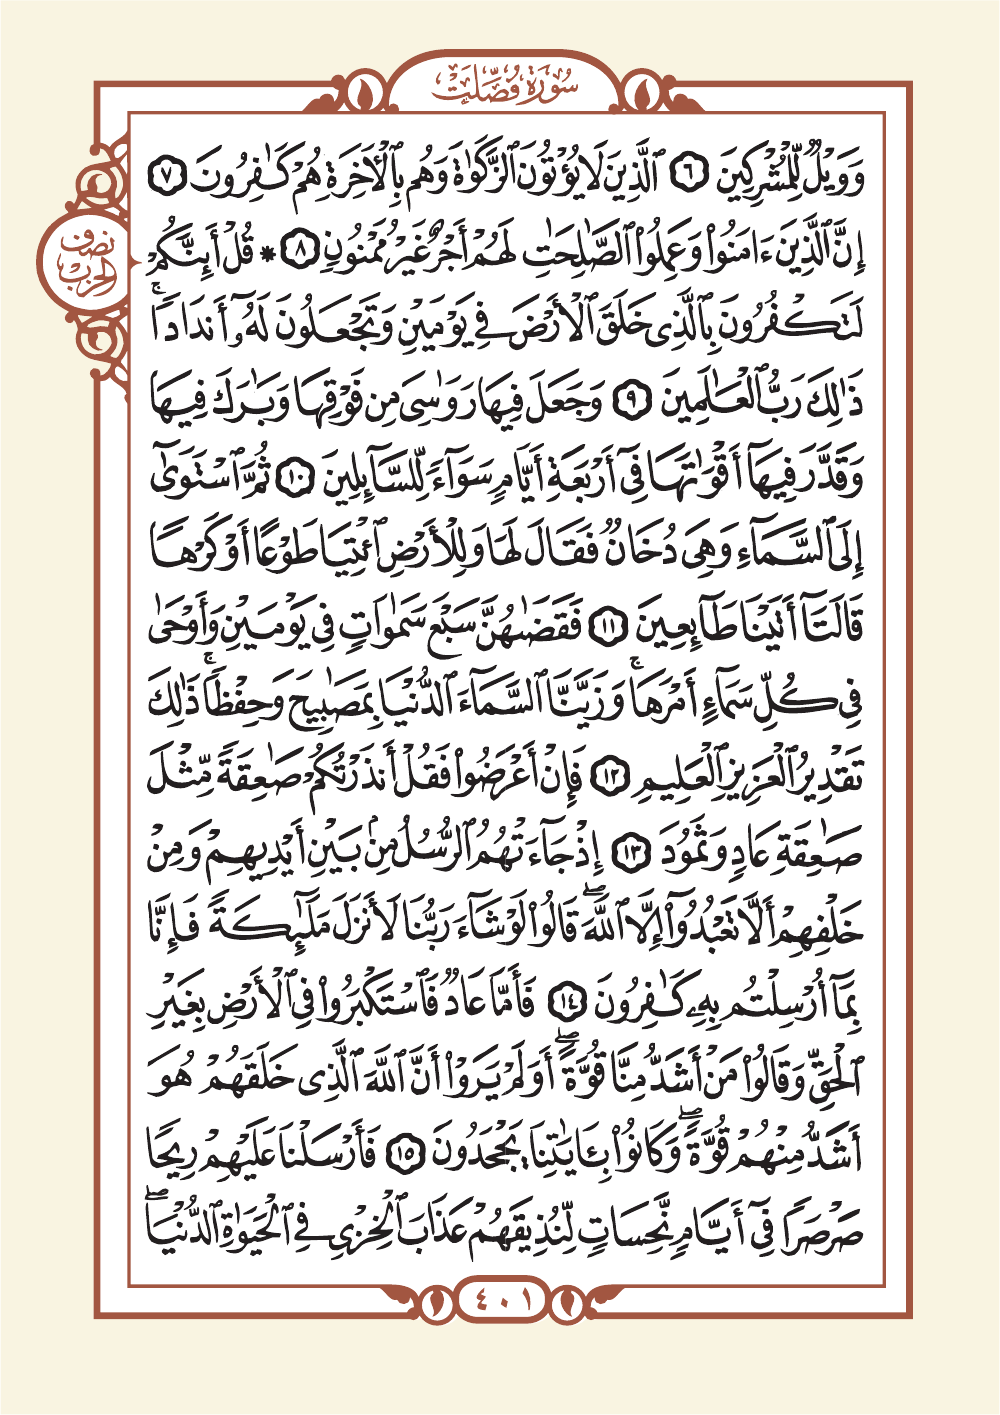 سُورَةُ فُصِّلَتْ
وَوَيْلٌ لِّلْمُشْرِكِينَ ٦ ٱلَّذِينَ لَا يُؤْتُونَ ٱلزَّكَوٰةَ وَهُم بِٱلْأَخِرَةِ هُمْ كَـٰفِرُونَ ٧
إِنَّ ٱلَّذِينَ ءَامَنُوا۟ وَعَمِلُوا۟ ٱلصَّـٰلِحَـٰتِ لَهُمْ أَجْرٌ غَيْرُ مَمْنُونٍ ٨ * قُلْ أَئِنَّكُمْ
نصف الحزب
لَتَكْفُرُونَ بِٱلَّذِى خَلَقَ ٱلْأَرْضَ فِى يَوْمَيْنِ وَتَجْعَلُونَ لَهُۥٓ أَندَادًا ۚ
ذَٰلِكَ رَبُّ ٱلْعَـٰلَمِينَ ٩ وَجَعَلَ فِيهَا رَوَٰسِىَ مِن فَوْقِهَا وَبَـٰرَكَ فِيهَا
وَقَدَّرَ فِيهَآ أَقْوَٰتَهَا فِىٓ أَرْبَعَةِ أَيَّامٍ سَوَآءً لِّلسَّآئِلِينَ ١٠ ثُمَّ ٱسْتَوَىٰٓ
إِلَى ٱلسَّمَآءِ وَهِىَ دُخَانٌ فَقَالَ لَهَا وَلِلْأَرْضِ ٱئْتِيَا طَوْعًا أَوْ كَرْهًا
قَالَتَآ أَتَيْنَا طَآئِعِينَ ١١ فَقَضَىٰهُنَّ سَبْعَ سَمَـٰوَاتٍ فِى يَوْمَيْنِ وَأَوْحَىٰ
فِى كُلِّ سَمَآءٍ أَمْرَهَا ۚ وَزَيَّنَّا ٱلسَّمَآءَ ٱلدُّنْيَا بِمَصَـٰبِيحَ وَحِفْظًا ۚ ذَٰلِكَ
تَقْدِيرُ ٱلْعَزِيزِ ٱلْعَلِيمِ ١٢ فَإِنْ أَعْرَضُوا۟ فَقُلْ أَنذَرْتُكُمْ صَـٰعِقَةً مِّثْلَ
صَـٰعِقَةِ عَادٍ وَثَمُودَ ١٣ إِذْ جَآءَتْهُمُ ٱلرُّسُلُ مِنۢ بَيْنِ أَيْدِيهِمْ وَمِنْ
خَلْفِهِمْ أَلَّا تَعْبُدُوٓا۟ إِلَّا ٱللَّهَ ۖ قَالُوا۟ لَوْ شَآءَ رَبُّنَا لَأَنزَلَ مَلَـٰٓئِكَةً فَإِنَّا
بِمَآ أُرْسِلْتُم بِهِۦ كَـٰفِرُونَ ١٤ فَأَمَّا عَادٌ فَٱسْتَكْبَرُوا۟ فِى ٱلْأَرْضِ بِغَيْرِ
ٱلْحَقِّ وَقَالُوا۟ مَنْ أَشَدُّ مِنَّا قُوَّةً ۖ أَوَلَمْ يَرَوْا۟ أَنَّ ٱللَّهَ ٱلَّذِى خَلَقَهُمْ هُوَ
أَشَدُّ مِنْهُمْ قُوَّةً ۖ وَكَانُوا۟ بِـَٔايَـٰتِنَا يَجْحَدُونَ ١٥ فَأَرْسَلْنَا عَلَيْهِمْ رِيحًا
صَرْصَرًا فِىٓ أَيَّامٍ نَّحِسَاتٍ لِّنُذِيقَهُمْ عَذَابَ ٱلْخِزْىِ فِى ٱلْحَيَوٰةِ ٱلدُّنْيَا ۖ
٤٠١